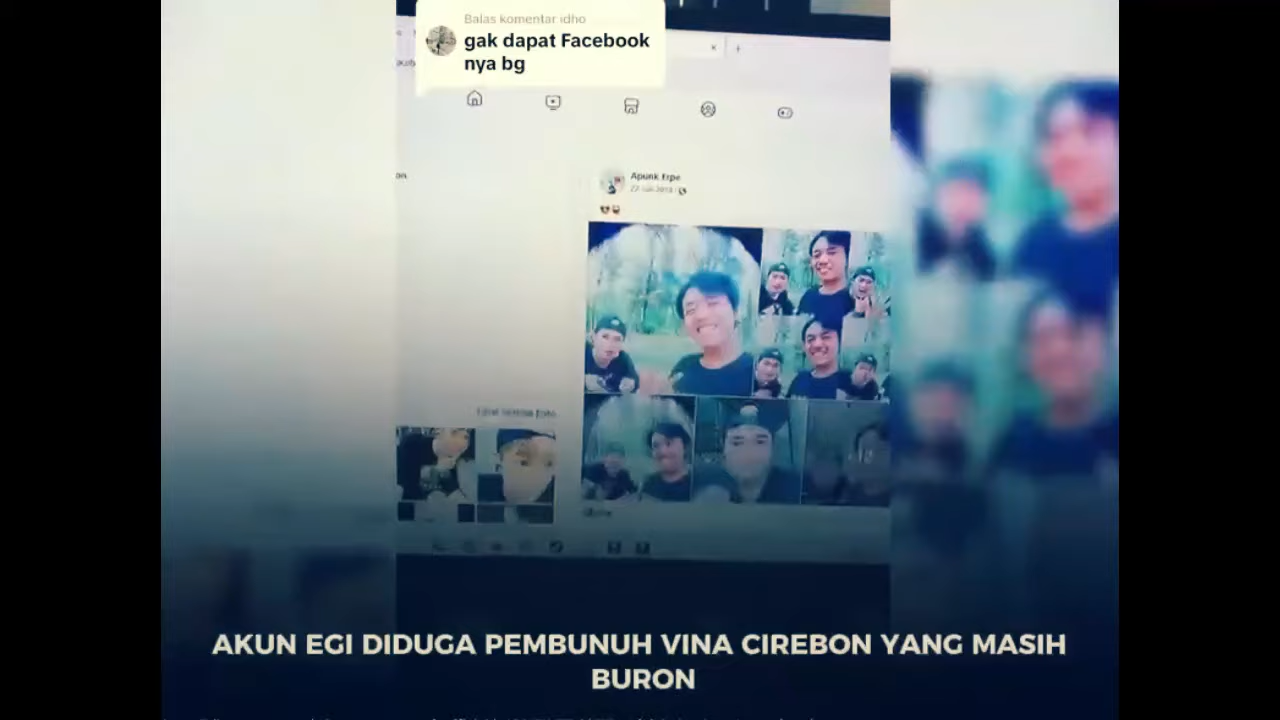 Balas komentar idho
gak dapat Facebook
nya bg
on.
Apunk Erpe
AKUN EGI DIDUGA PEMBUNUH VINA CIREBON YANG MASIH
BURON